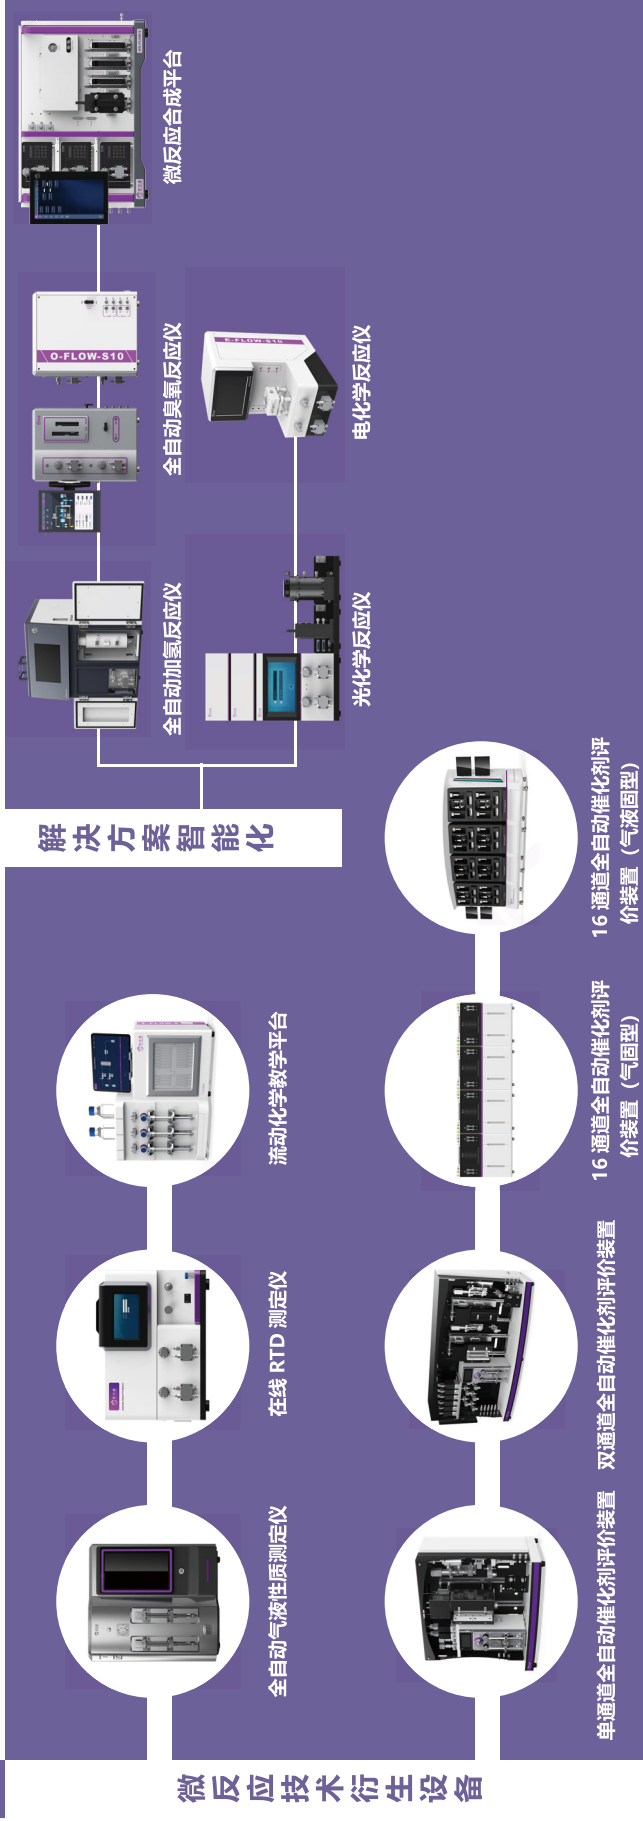 微反应技术衍生设备
全自动气液性质测定仪
在线 RTD 测定仪
流动化学教学平台
单通道全自动催化剂评价装置
双通道全自动催化剂评价装置
16 通道全自动催化剂评
价装置（气固型）
16 通道全自动催化剂评
价装置（气液固型）
解决方案智能化
全自动加氢反应仪
O-FLOW-S10
全自动臭氧反应仪
微反应合成平台
光化学反应仪
E-FLOW-S10
电化学反应仪